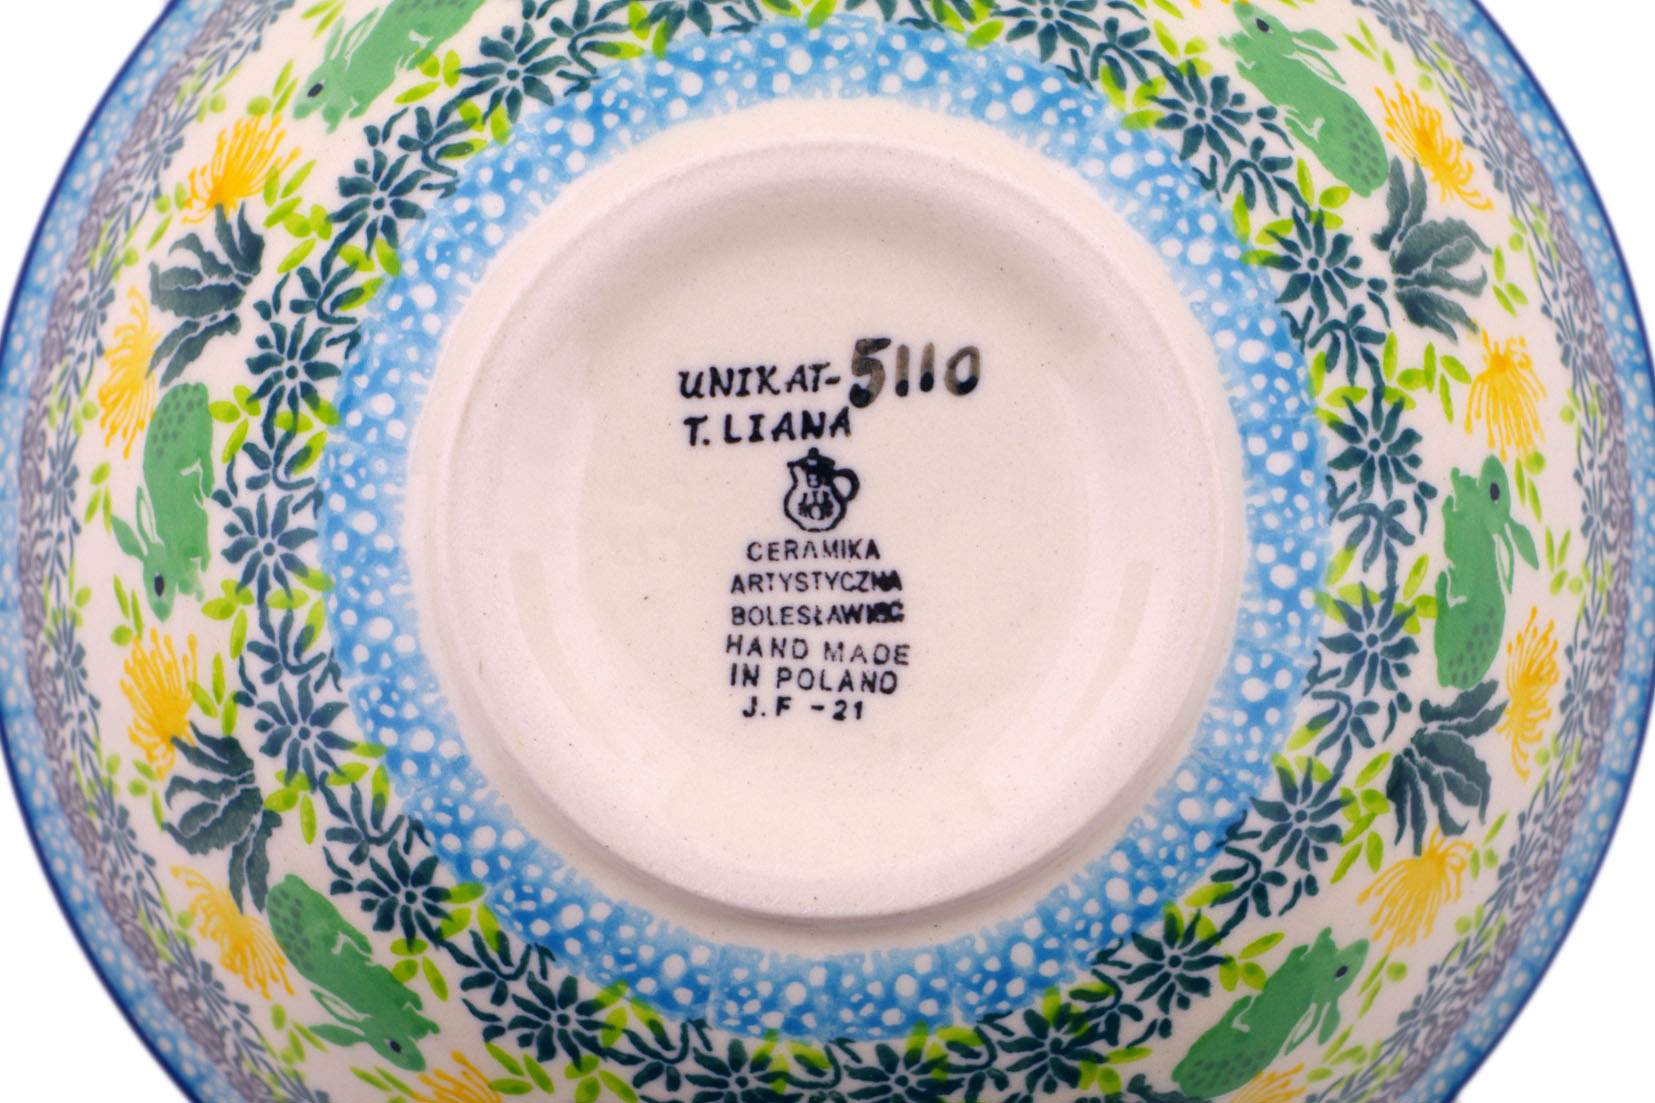 UNIKAT-5110
T. LIANA
CERAMIKA
ARTYSTYCZNA
BOLESŁAWIEC
HAND MADE
IN POLAND
J.F -21